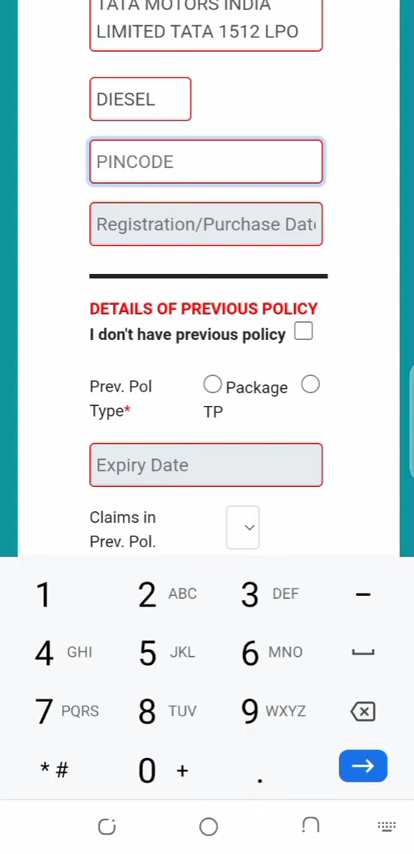 TATA MOTORS INDIA
LIMITED TATA 1512 LPO
DIESEL
PINCODE
Registration/Purchase Dat
DETAILS OF PREVIOUS POLICY
I don't have previous policy
Prev. Pol
Type*
Package
TP
Expiry Date
Claims in
Prev. Pol.
1 2 ABC 3 DEF –
4 GHI 5 JKL 6 MNO
7 PQRS 8 TUV 9 WXYZ
* # 0 + .